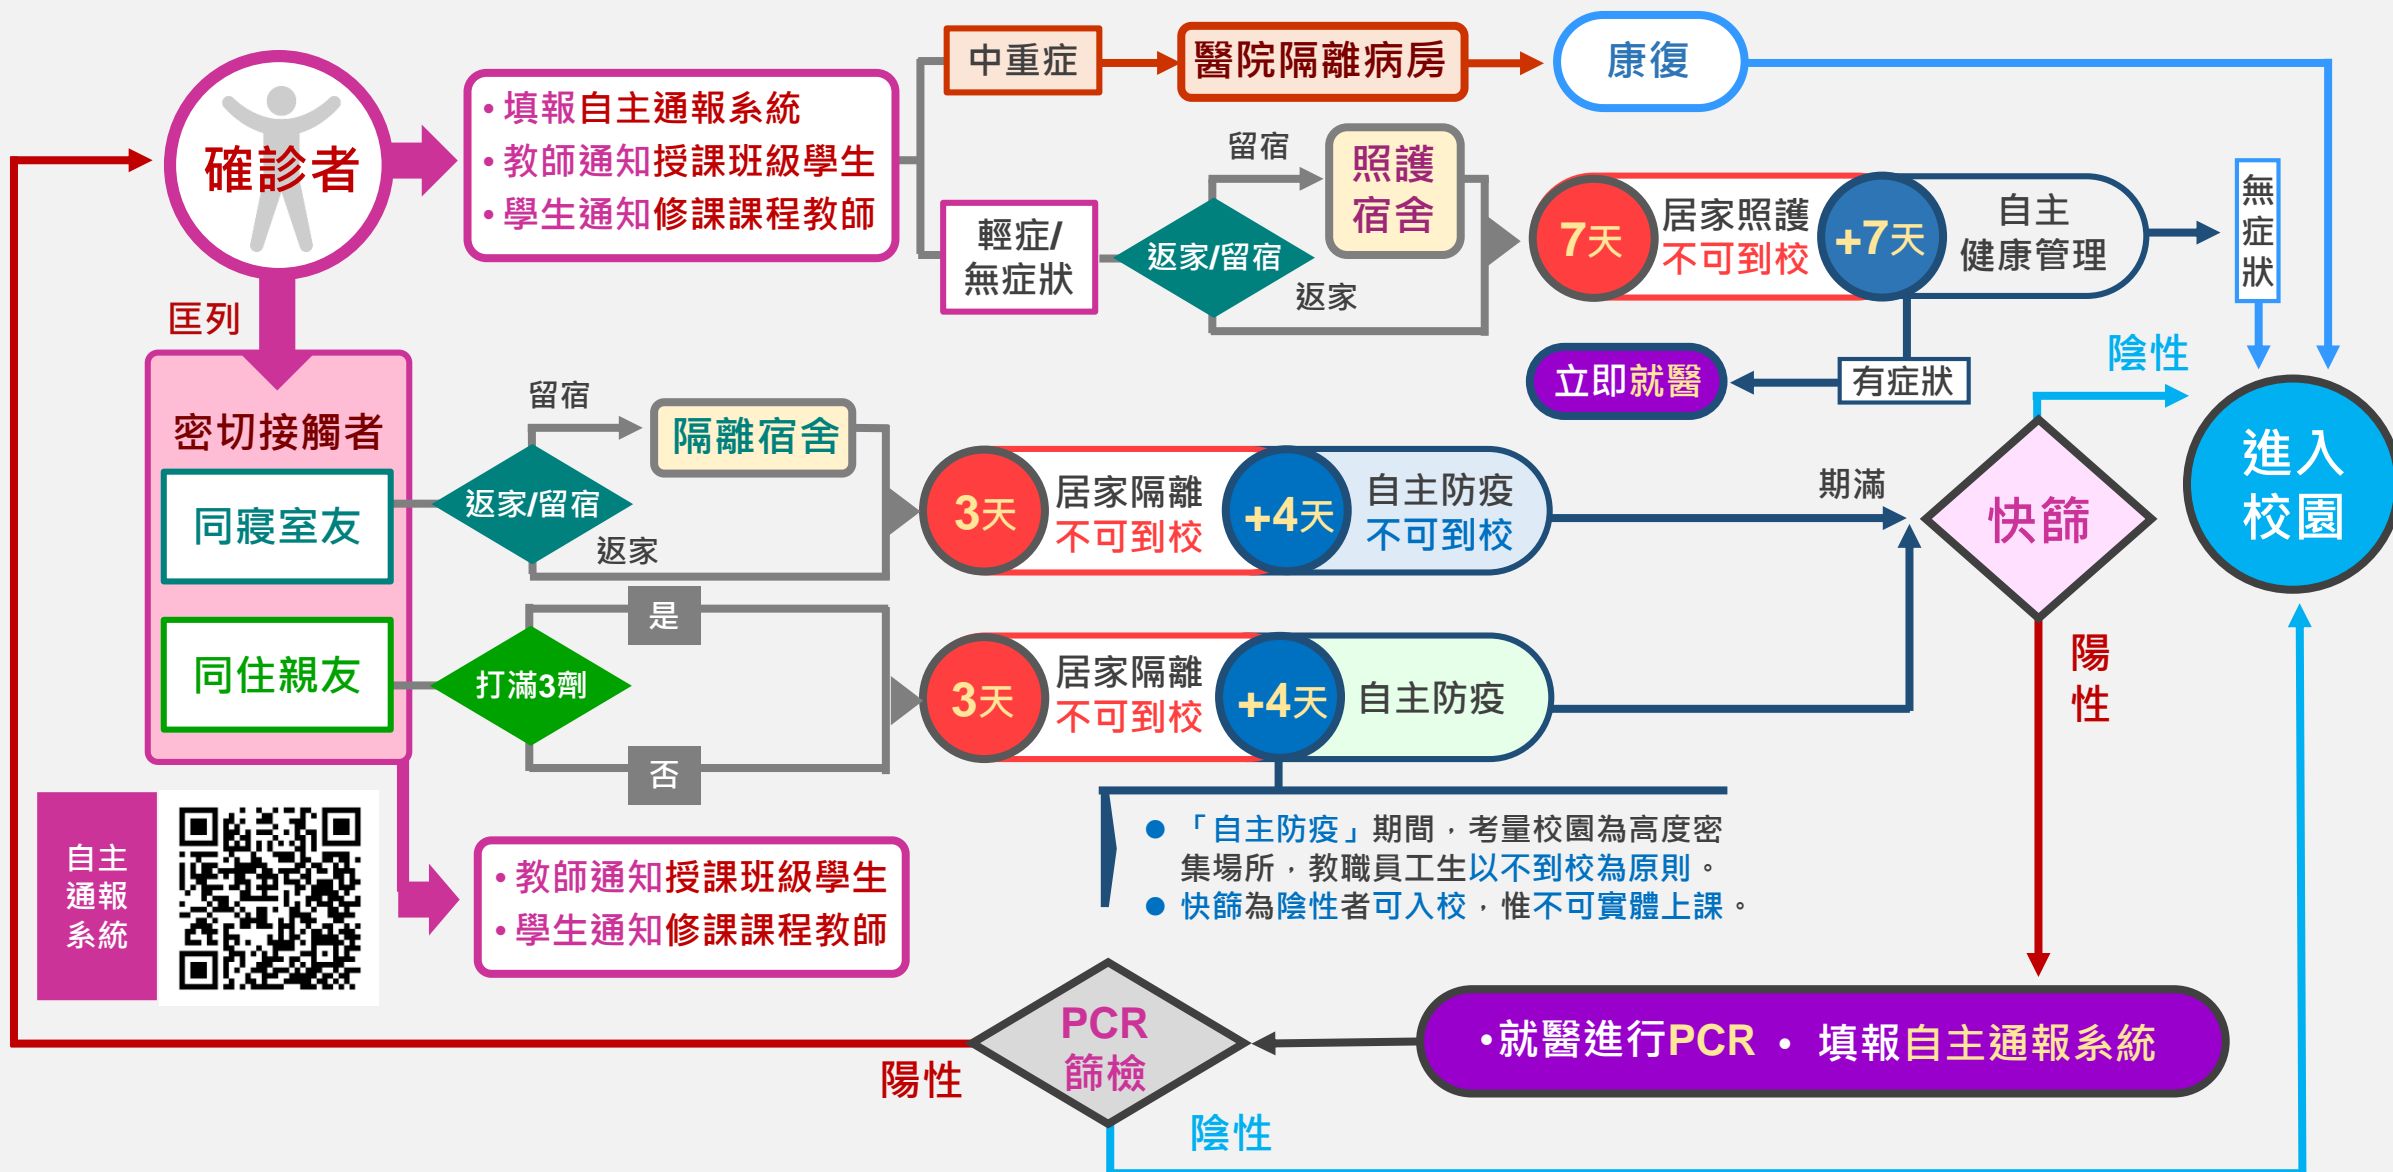 確診者
• 填報自主通報系統
• 教師通知授課班級學生
• 學生通知修課課程教師
中重症
醫院隔離病房
康復
輕症/
無症狀
返家/留宿
留宿
照護
宿舍
返家
7天
居家照護
不可到校
+7天
自主
健康管理
無
症
狀
有症狀
立即就醫
匡列
密切接觸者
同寢室友
返家/留宿
留宿
隔離宿舍
返家
3天
居家隔離
不可到校
+4天
自主防疫
不可到校
期滿
快篩
陰性
進入
校園
同住親友
打滿3劑
是
否
3天
居家隔離
不可到校
+4天
自主防疫
陽
性
● 「自主防疫」期間，考量校園為高度密
集場所，教職員工生以不到校為原則。
● 快篩為陰性者可入校，惟不可實體上課。
自主
通報
系統
• 教師通知授課班級學生
• 學生通知修課課程教師
•就醫進行PCR • 填報自主通報系統
PCR
篩檢
陽性
陰性